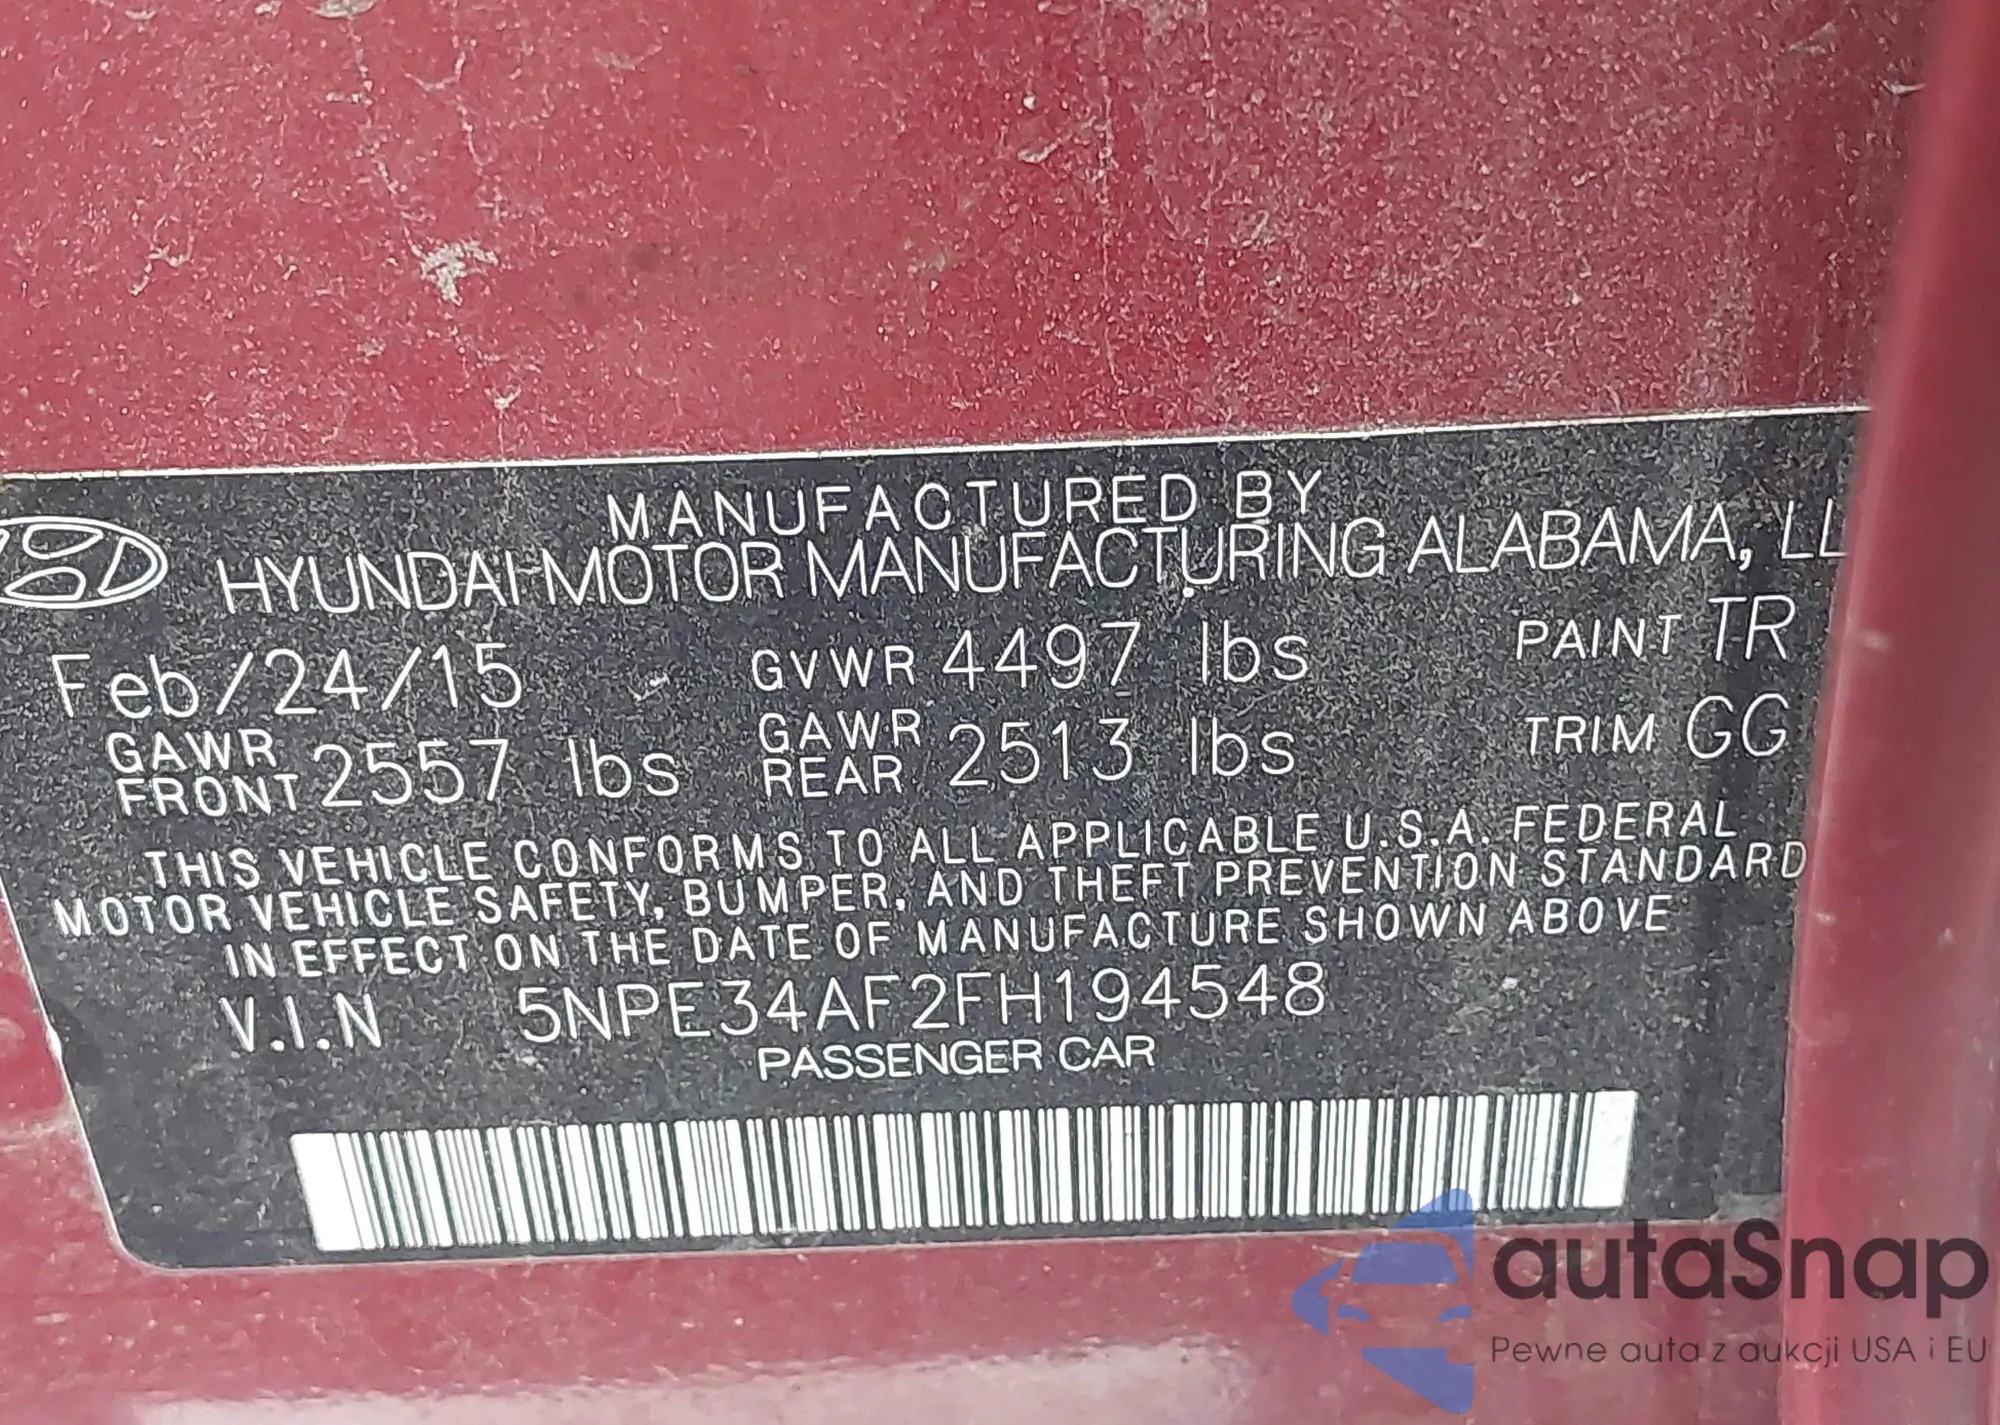 MANUFACTURED BY
HYUNDAI MOTOR MANUFACTURING ALABAMA, LL
Feb/24/15 GVWR 4497 lbs PAINT TR
GAWR FRONT 2557 lbs GAWR REAR 2513 lbs TRIM GG
THIS VEHICLE CONFORMS TO ALL APPLICABLE U.S.A. FEDERAL
MOTOR VEHICLE SAFETY, BUMPER, AND THEFT PREVENTION STANDARD
IN EFFECT ON THE DATE OF MANUFACTURE SHOWN ABOVE
V.I.N 5NPE34AF2FH194548
PASSENGER CAR
autaSnap
Pewne auta z aukcji USA i EU